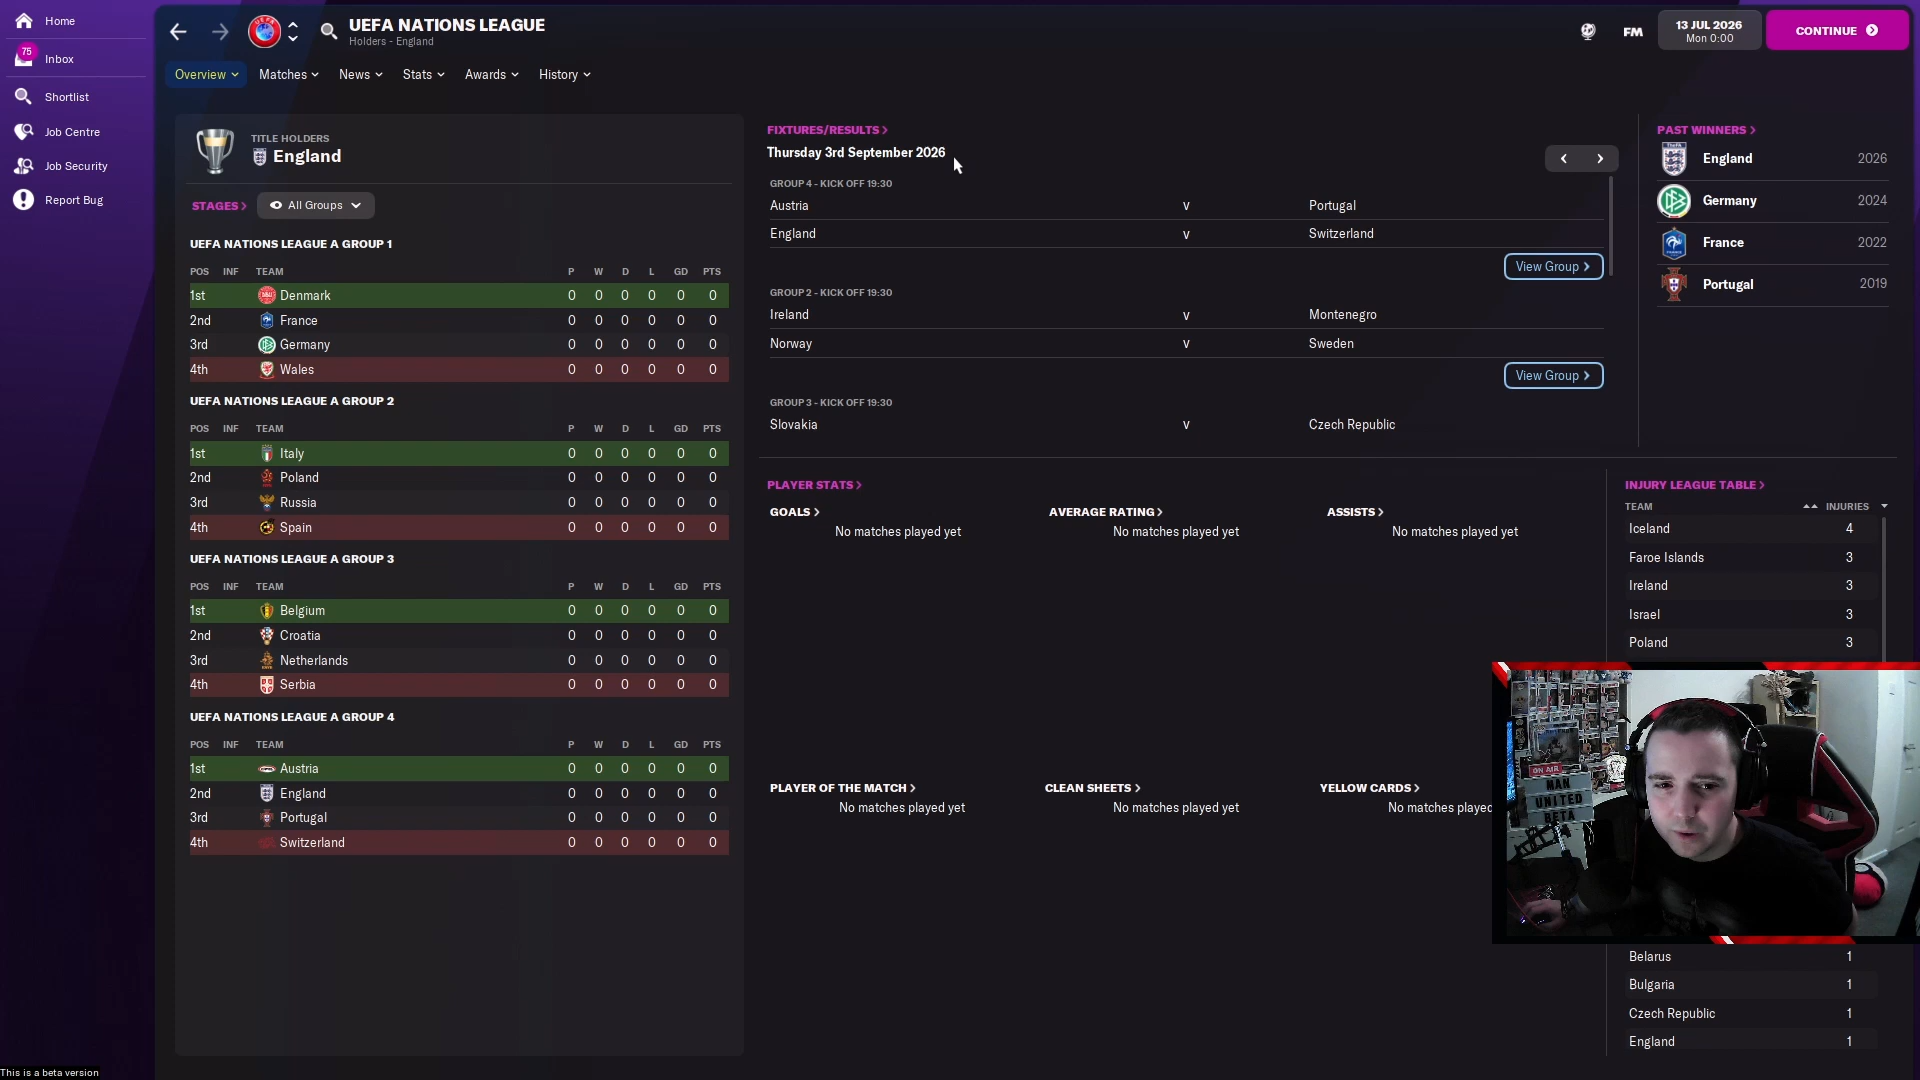 Home
75
Inbox
Shortlist
Job Centre
Job Security
Report Bug
UEFA NATIONS LEAGUE
Holders - England
FM
13 JUL 2026
Mon 0:00
CONTINUE
Overview
Matches
News
Stats
Awards
History
TITLE HOLDERS
England
STAGES
All Groups
UEFA NATIONS LEAGUE A GROUP 1
POS INF TEAM P W D L GD PTS
1st Denmark 0 0 0 0 0 0
2nd France 0 0 0 0 0 0
3rd Germany 0 0 0 0 0 0
4th Wales 0 0 0 0 0 0
UEFA NATIONS LEAGUE A GROUP 2
POS INF TEAM P W D L GD PTS
1st Italy 0 0 0 0 0 0
2nd Poland 0 0 0 0 0 0
3rd Russia 0 0 0 0 0 0
4th Spain 0 0 0 0 0 0
UEFA NATIONS LEAGUE A GROUP 3
POS INF TEAM P W D L GD PTS
1st Belgium 0 0 0 0 0 0
2nd Croatia 0 0 0 0 0 0
3rd Netherlands 0 0 0 0 0 0
4th Serbia 0 0 0 0 0 0
UEFA NATIONS LEAGUE A GROUP 4
POS INF TEAM P W D L GD PTS
1st Austria 0 0 0 0 0 0
2nd England 0 0 0 0 0 0
3rd Portugal 0 0 0 0 0 0
4th Switzerland 0 0 0 0 0 0
FIXTURES/RESULTS
Thursday 3rd September 2026
GROUP 4 - KICK OFF 19:30
Austria v Portugal
England v Switzerland
View Group
GROUP 2 - KICK OFF 19:30
Ireland v Montenegro
Norway v Sweden
View Group
GROUP 3 - KICK OFF 19:30
Slovakia v Czech Republic
PAST WINNERS
England 2026
Germany 2024
France 2022
Portugal 2019
PLAYER STATS
GOALS
No matches played yet
AVERAGE RATING
No matches played yet
ASSISTS
No matches played yet
PLAYER OF THE MATCH
No matches played yet
CLEAN SHEETS
No matches played yet
YELLOW CARDS
No matches played
INJURY LEAGUE TABLE
TEAM INJURIES
Iceland 4
Faroe Islands 3
Ireland 3
Israel 3
Poland 3
ON AIR
MAN
UNITED
BETA
Belarus 1
Bulgaria 1
Czech Republic 1
England 1
This is a beta version